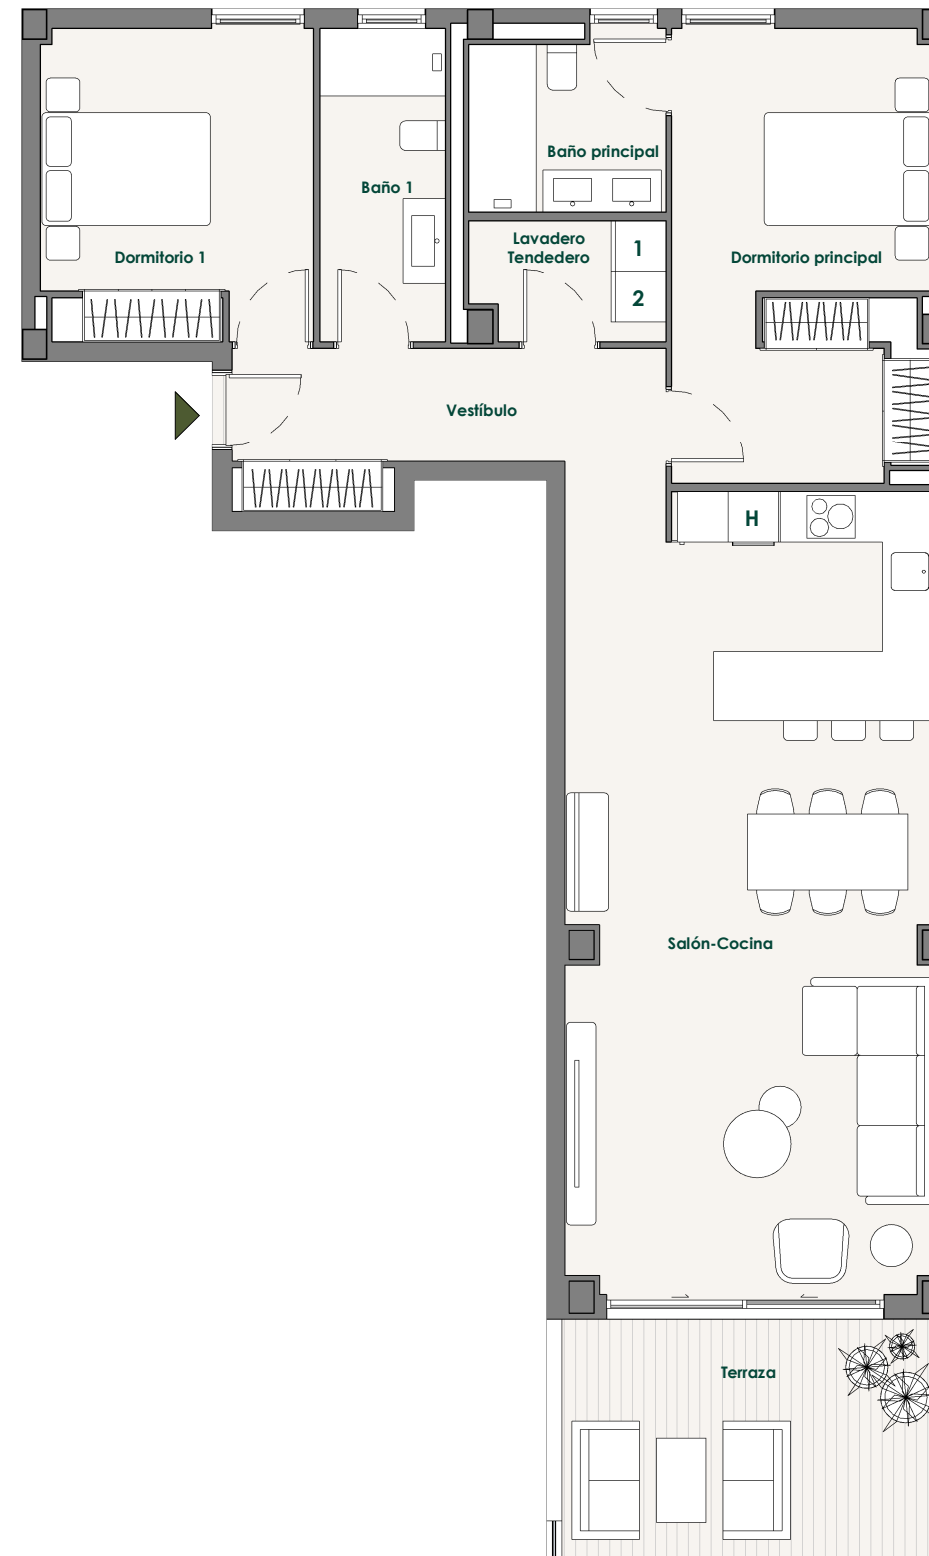 Baño principal
Baño 1
Lavadero
Tendedero
1
2
Dormitorio 1
Dormitorio principal
Vestíbulo
H
Salón-Cocina
Terraza